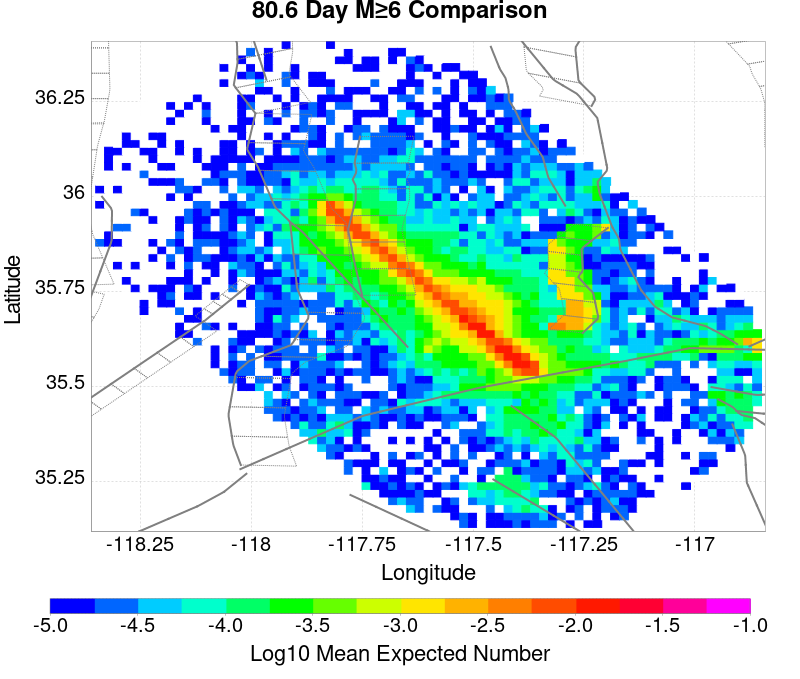 80.6 Day M≥6 Comparison
36.25
36
35.75
35.5
35.25
Latitude
-118.25 -118 -117.75 -117.5 -117.25 -117
Longitude
-5.0 -4.5 -4.0 -3.5 -3.0 -2.5 -2.0 -1.5 -1.0
Log10 Mean Expected Number